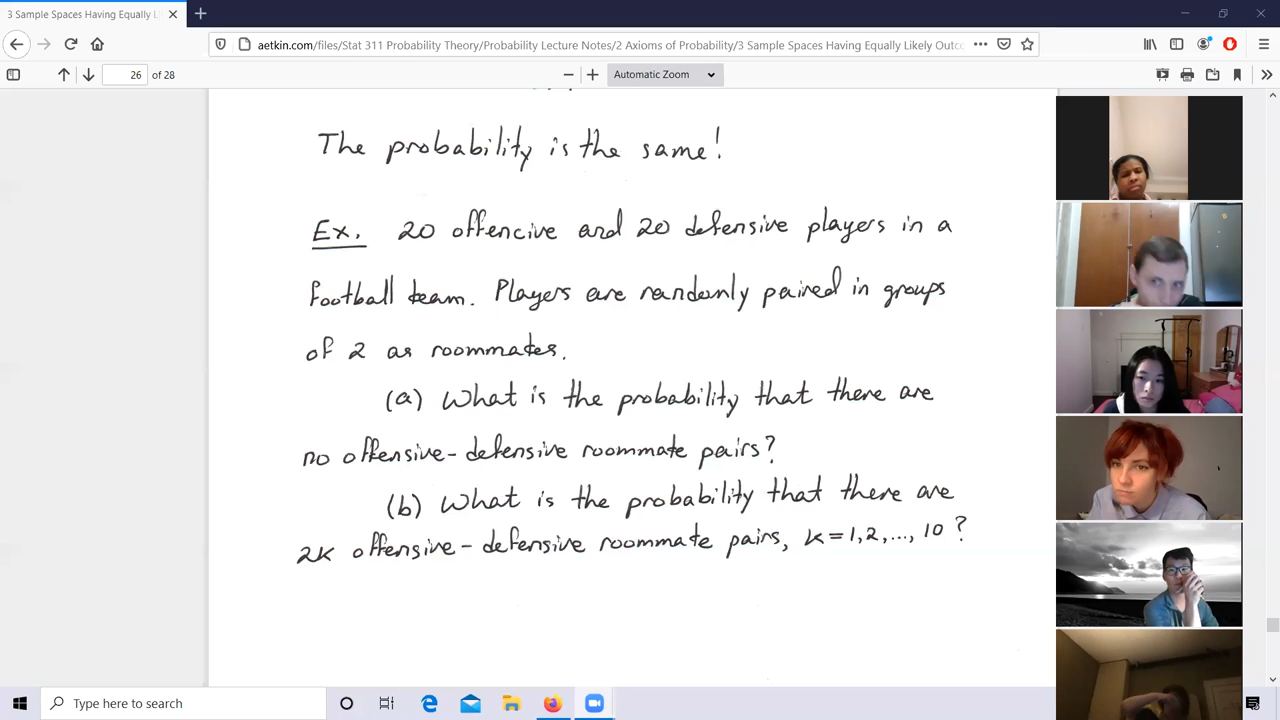 3 Sample Spaces Having Equally L
aetkin.com/files/Stat 311 Probability Theory/Probability Lecture Notes/2 Axioms of Probability/3 Sample Spaces Having Equally Likely Outc
26 of 28
Automatic Zoom
The probability is the same!
Ex. 20 offencive and 20 defensive players in a
football team. Players are randomly paired in groups
of 2 as roommates.
(a) What is the probability that there are
no offensive-defensive roommate pairs?
(b) What is the probability that there are
2k offensive-defensive roommate pairs, k=1,2,..., 10?
Type here to search